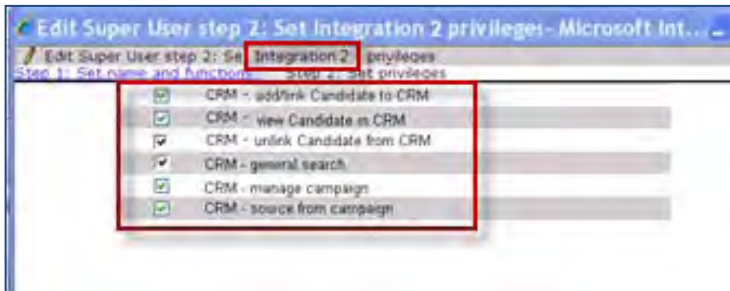 Edit Super User step 2: Set Integration 2 privileges - Microsoft Int...
Edit Super User step 2: Se Integration 2 privileges
Step 1: Set name and functions Step 2: Set privileges
CRM - add/link Candidate to CRM
CRM - view Candidate in CRM
CRM - unlink Candidate from CRM
CRM - general search
CRM - manage campaign
CRM - source from campaign